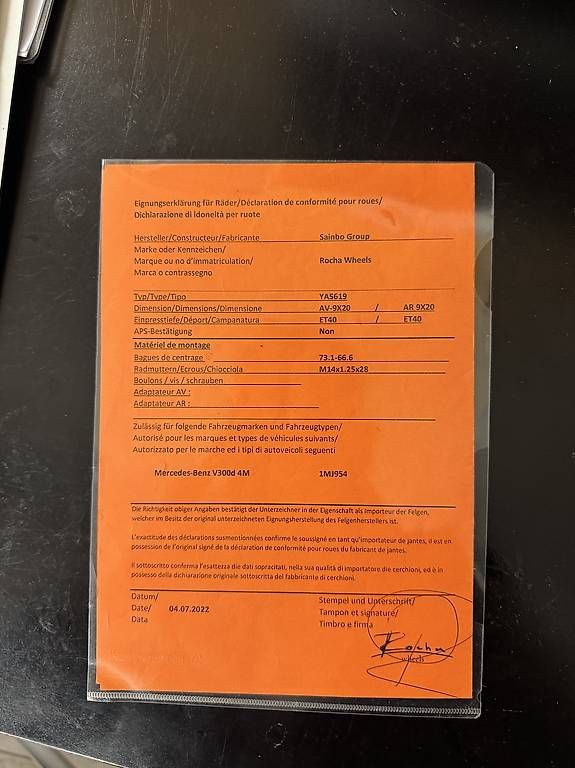 Eignungserklärung für Räder/Déclaration de conformité pour roues/
Dichiarazione di idoneità per ruote
Hersteller/Constructeur/Fabricante Sainbo Group
Marke oder Kennzeichen/
Marque ou no d'immatriculation/ Rocha Wheels
Marca o contrassegno
Typ/Type/Tipo YA5619
Dimension/Dimensions/Dimensione AV-9X20 / AR 9X20
Einpresstiefe/Déport/Campanatura ET40 / ET40
APS-Bestätigung Non
Matériel de montage
Bagues de centrage 73.1-66.6
Radmuttern/Ecrous/Chiocciola M14x1.25x28
Boulons / vis / schrauben
Adaptateur AV :
Adaptateur AR :
Zulässig für folgende Fahrzeugmarken und Fahrzeugtypen/
Autorisé pour les marques et types de véhicules suivants/
Autorizzato per le marche ed i tipi di autoveicoli seguenti
Mercedes-Benz V300d 4M 1MJ954
Die Richtigkeit obiger Angaben bestätigt der Unterzeichner in der Eigenschaft als Importeur der Felgen,
welcher im Besitz der original unterzeichneten Eignungsherstellung des Felgenherstellers ist.
L'exactitude des déclarations susmentionnées confirme le soussigné en tant qu'importateur de jantes, il est en
possession de l'original signé de la déclaration de conformité pour roues du fabricant de jantes.
Il sottoscritto conferma l'esattezza die dati sopracitati, nella sua qualità di importatore die cerchioni, ed è in
possesso della dichiurazione originale sottoscritta del fabbricante di cerchioni.
Datum/ Stempel und Unterschrift/
Date/ 04.07.2022 Tampon et signature/
Data Timbro e firma
Rocha
wheels